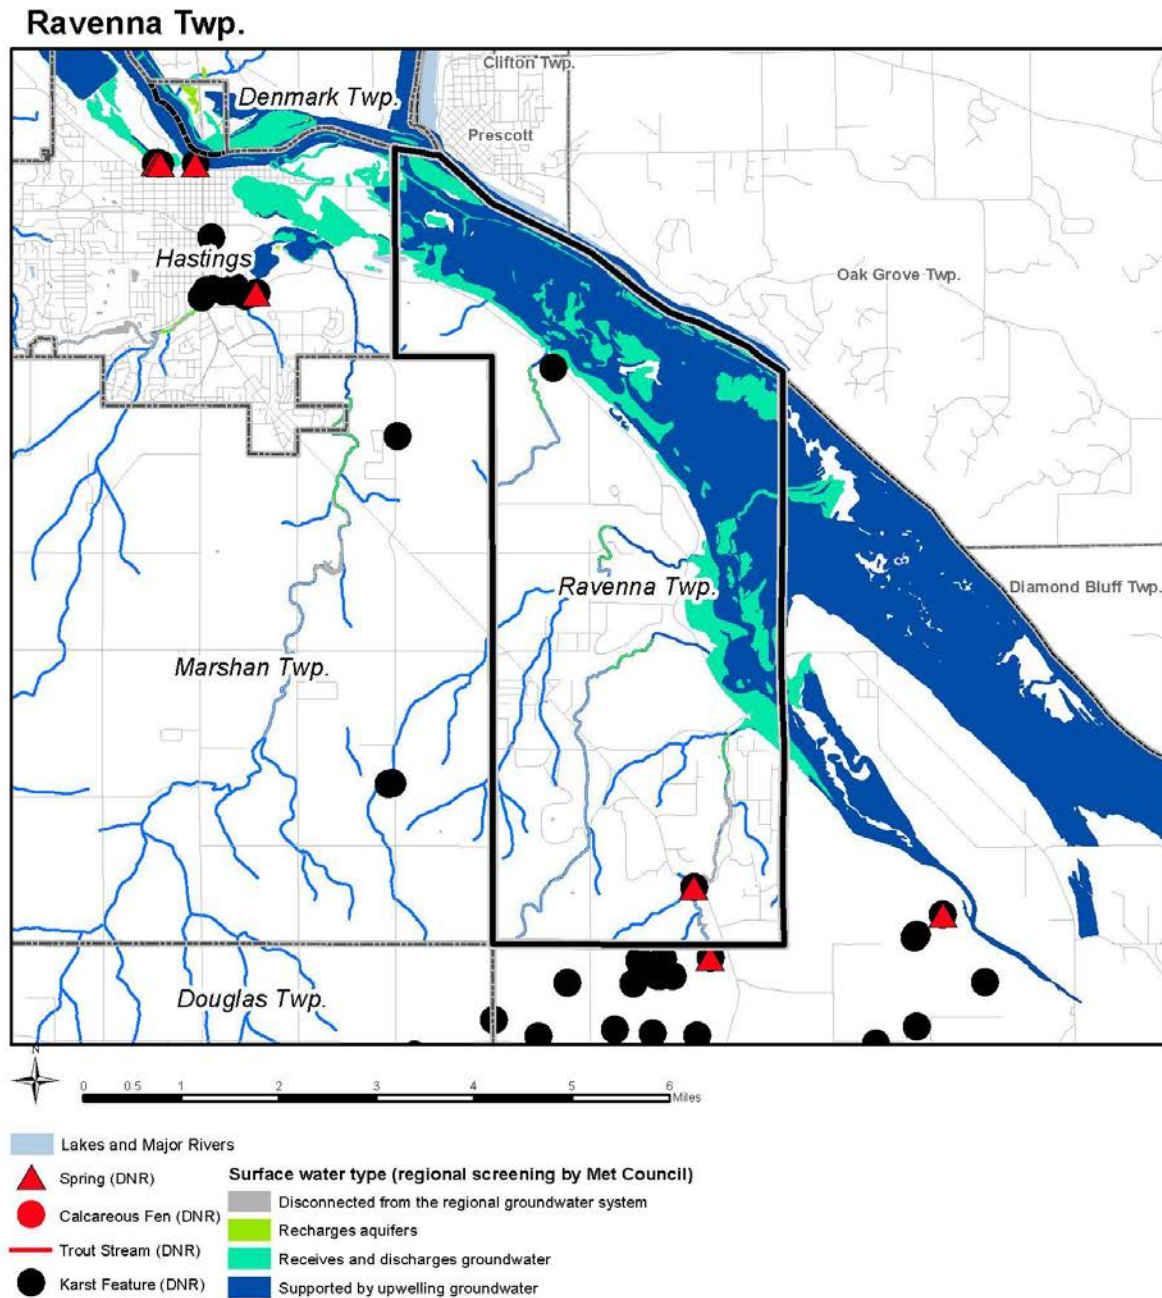 Ravenna Twp.
Clifton Twp.
Denmark Twp.
Prescott
Hastings
Oak Grove Twp.
Ravenna Twp.
Diamond Bluff Twp.
Marshan Twp.
Douglas Twp.
N
0 0.5 1 2 3 4 5 6
Miles
Lakes and Major Rivers
Spring (DNR)
Calcareous Fen (DNR)
Trout Stream (DNR)
Karst Feature (DNR)
Surface water type (regional screening by Met Council)
Disconnected from the regional groundwater system
Recharges aquifers
Receives and discharges groundwater
Supported by upwelling groundwater